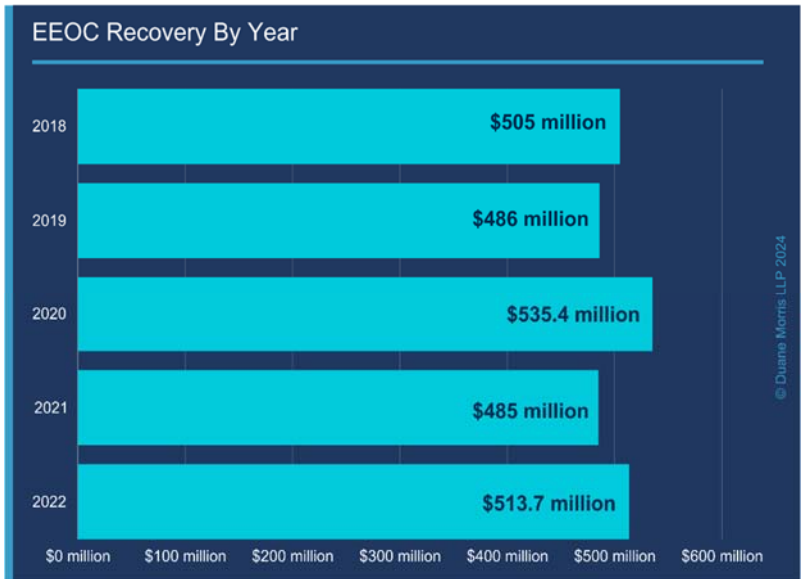 EEOC Recovery By Year
2018
$505 million
2019
$486 million
2020
$535.4 million
2021
$485 million
2022
$513.7 million
$0 million $100 million $200 million $300 million $400 million $500 million $600 million
© Duane Morris LLP 2024